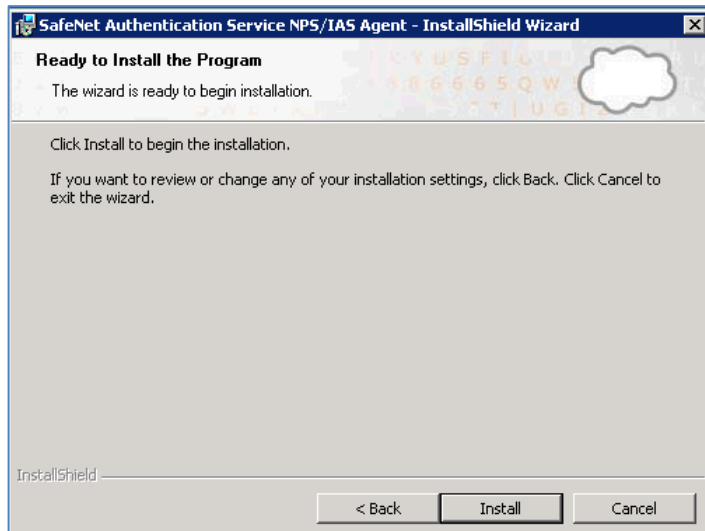 SafeNet Authentication Service NPS/IAS Agent - InstallShield Wizard
Ready to Install the Program
The wizard is ready to begin installation.
Click Install to begin the installation.
If you want to review or change any of your installation settings, click Back. Click Cancel to
exit the wizard.
InstallShield
< Back
Install
Cancel